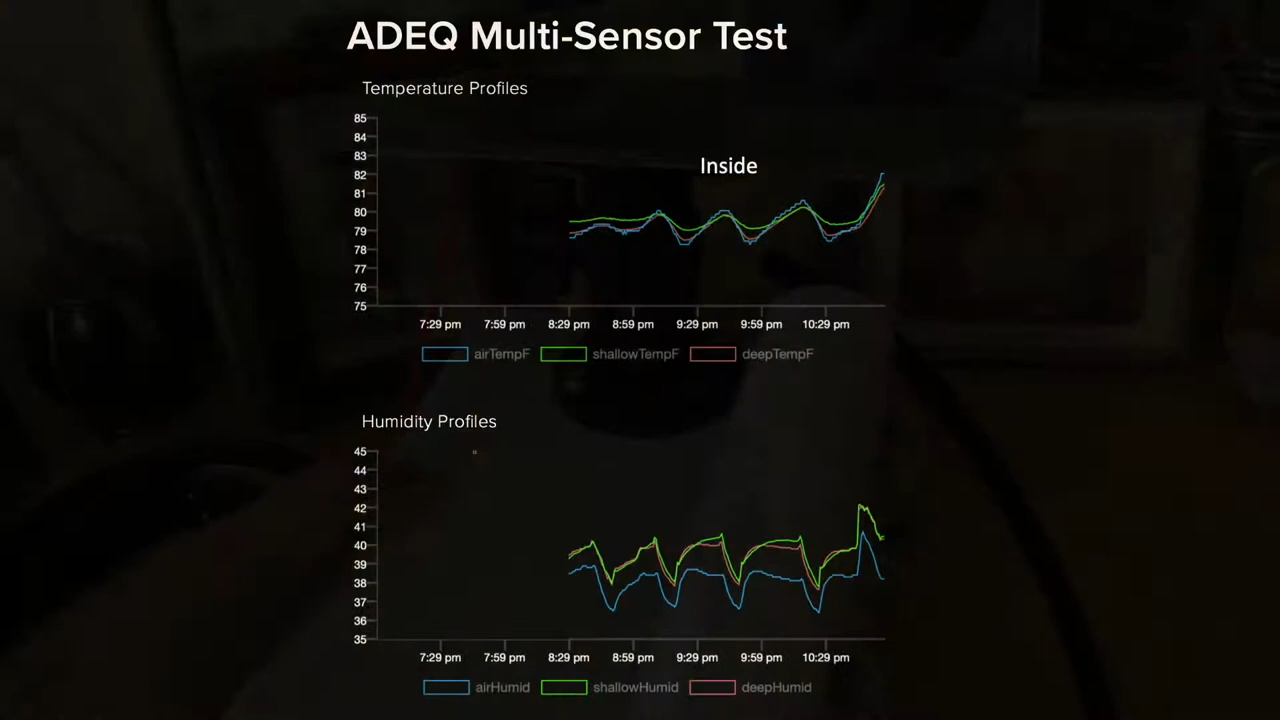 ADEQ Multi-Sensor Test
Temperature Profiles
85
84
83
82
81
80
79
78
77
76
75
Inside
7:29 pm 7:59 pm 8:29 pm 8:59 pm 9:29 pm 9:59 pm 10:29 pm
airTempF shallowTempF deepTempF
Humidity Profiles
45
44
43
42
41
40
39
38
37
36
35
7:29 pm 7:59 pm 8:29 pm 8:59 pm 9:29 pm 9:59 pm 10:29 pm
airHumid shallowHumid deepHumid